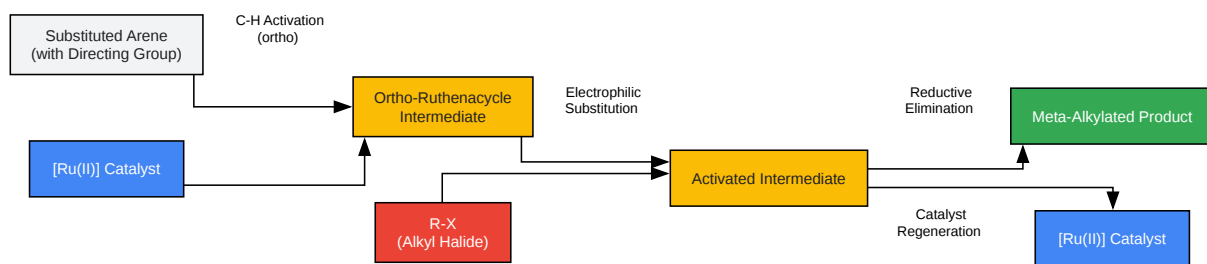 Substituted Arene
(with Directing Group)
C-H Activation
(ortho)
[Ru(II)] Catalyst
Ortho-Ruthenacycle
Intermediate
R-X
(Alkyl Halide)
Electrophilic
Substitution
Activated Intermediate
Reductive
Elimination
Meta-Alkylated Product
Catalyst
Regeneration
[Ru(II)] Catalyst